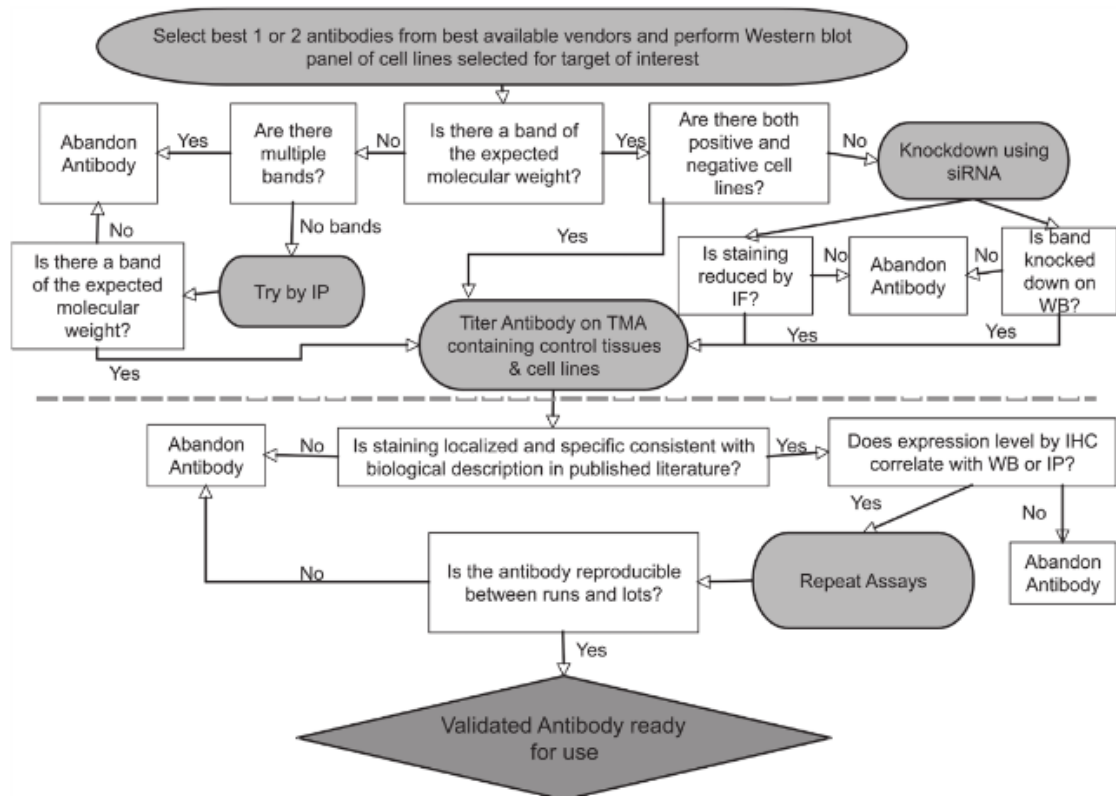 Select best 1 or 2 antibodies from best available vendors and perform Western blot
panel of cell lines selected for target of interest
Abandon
Antibody
Yes
Are there
multiple
bands?
No
Is there a band of
the expected
molecular weight?
Yes
Are there both
positive and
negative cell
lines?
No
Knockdown using
siRNA
No
No bands
Yes
Is there a band
of the expected
molecular
weight?
Try by IP
Is staining
reduced by
IF?
No
Abandon
Antibody
No
Is band
knocked
down on
WB?
Yes
Titer Antibody on TMA
containing control tissues
& cell lines
Yes
Yes
Abandon
Antibody
No
Is staining localized and specific consistent with
biological description in published literature?
Yes
Does expression level by IHC
correlate with WB or IP?
Yes
No
No
Is the antibody reproducible
between runs and lots?
Repeat Assays
Abandon
Antibody
Yes
Validated Antibody ready
for use